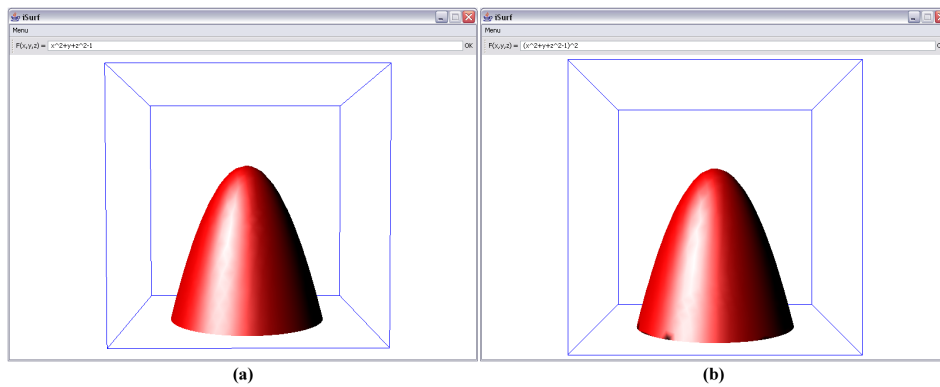 iSurf
Menu
F(x,y,z) = x^2+y+z^2-1 OK
(a)
iSurf
Menu
F(x,y,z) = (x^2+y+z^2-1)^2
(b)